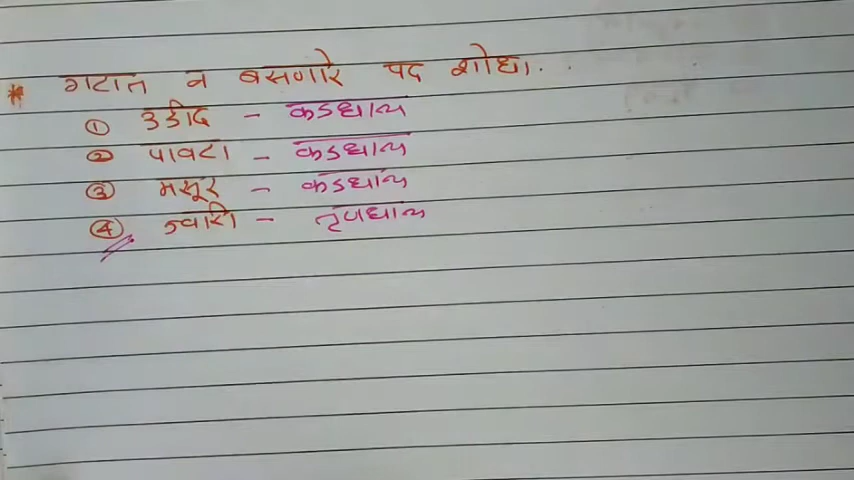 * गटात न बसणारे पद शोधा.
① उडीद - कडधान्य
② पावटा - कडधान्य
③ मसूर - कडधान्य
④ ज्वारी - तृणधान्य